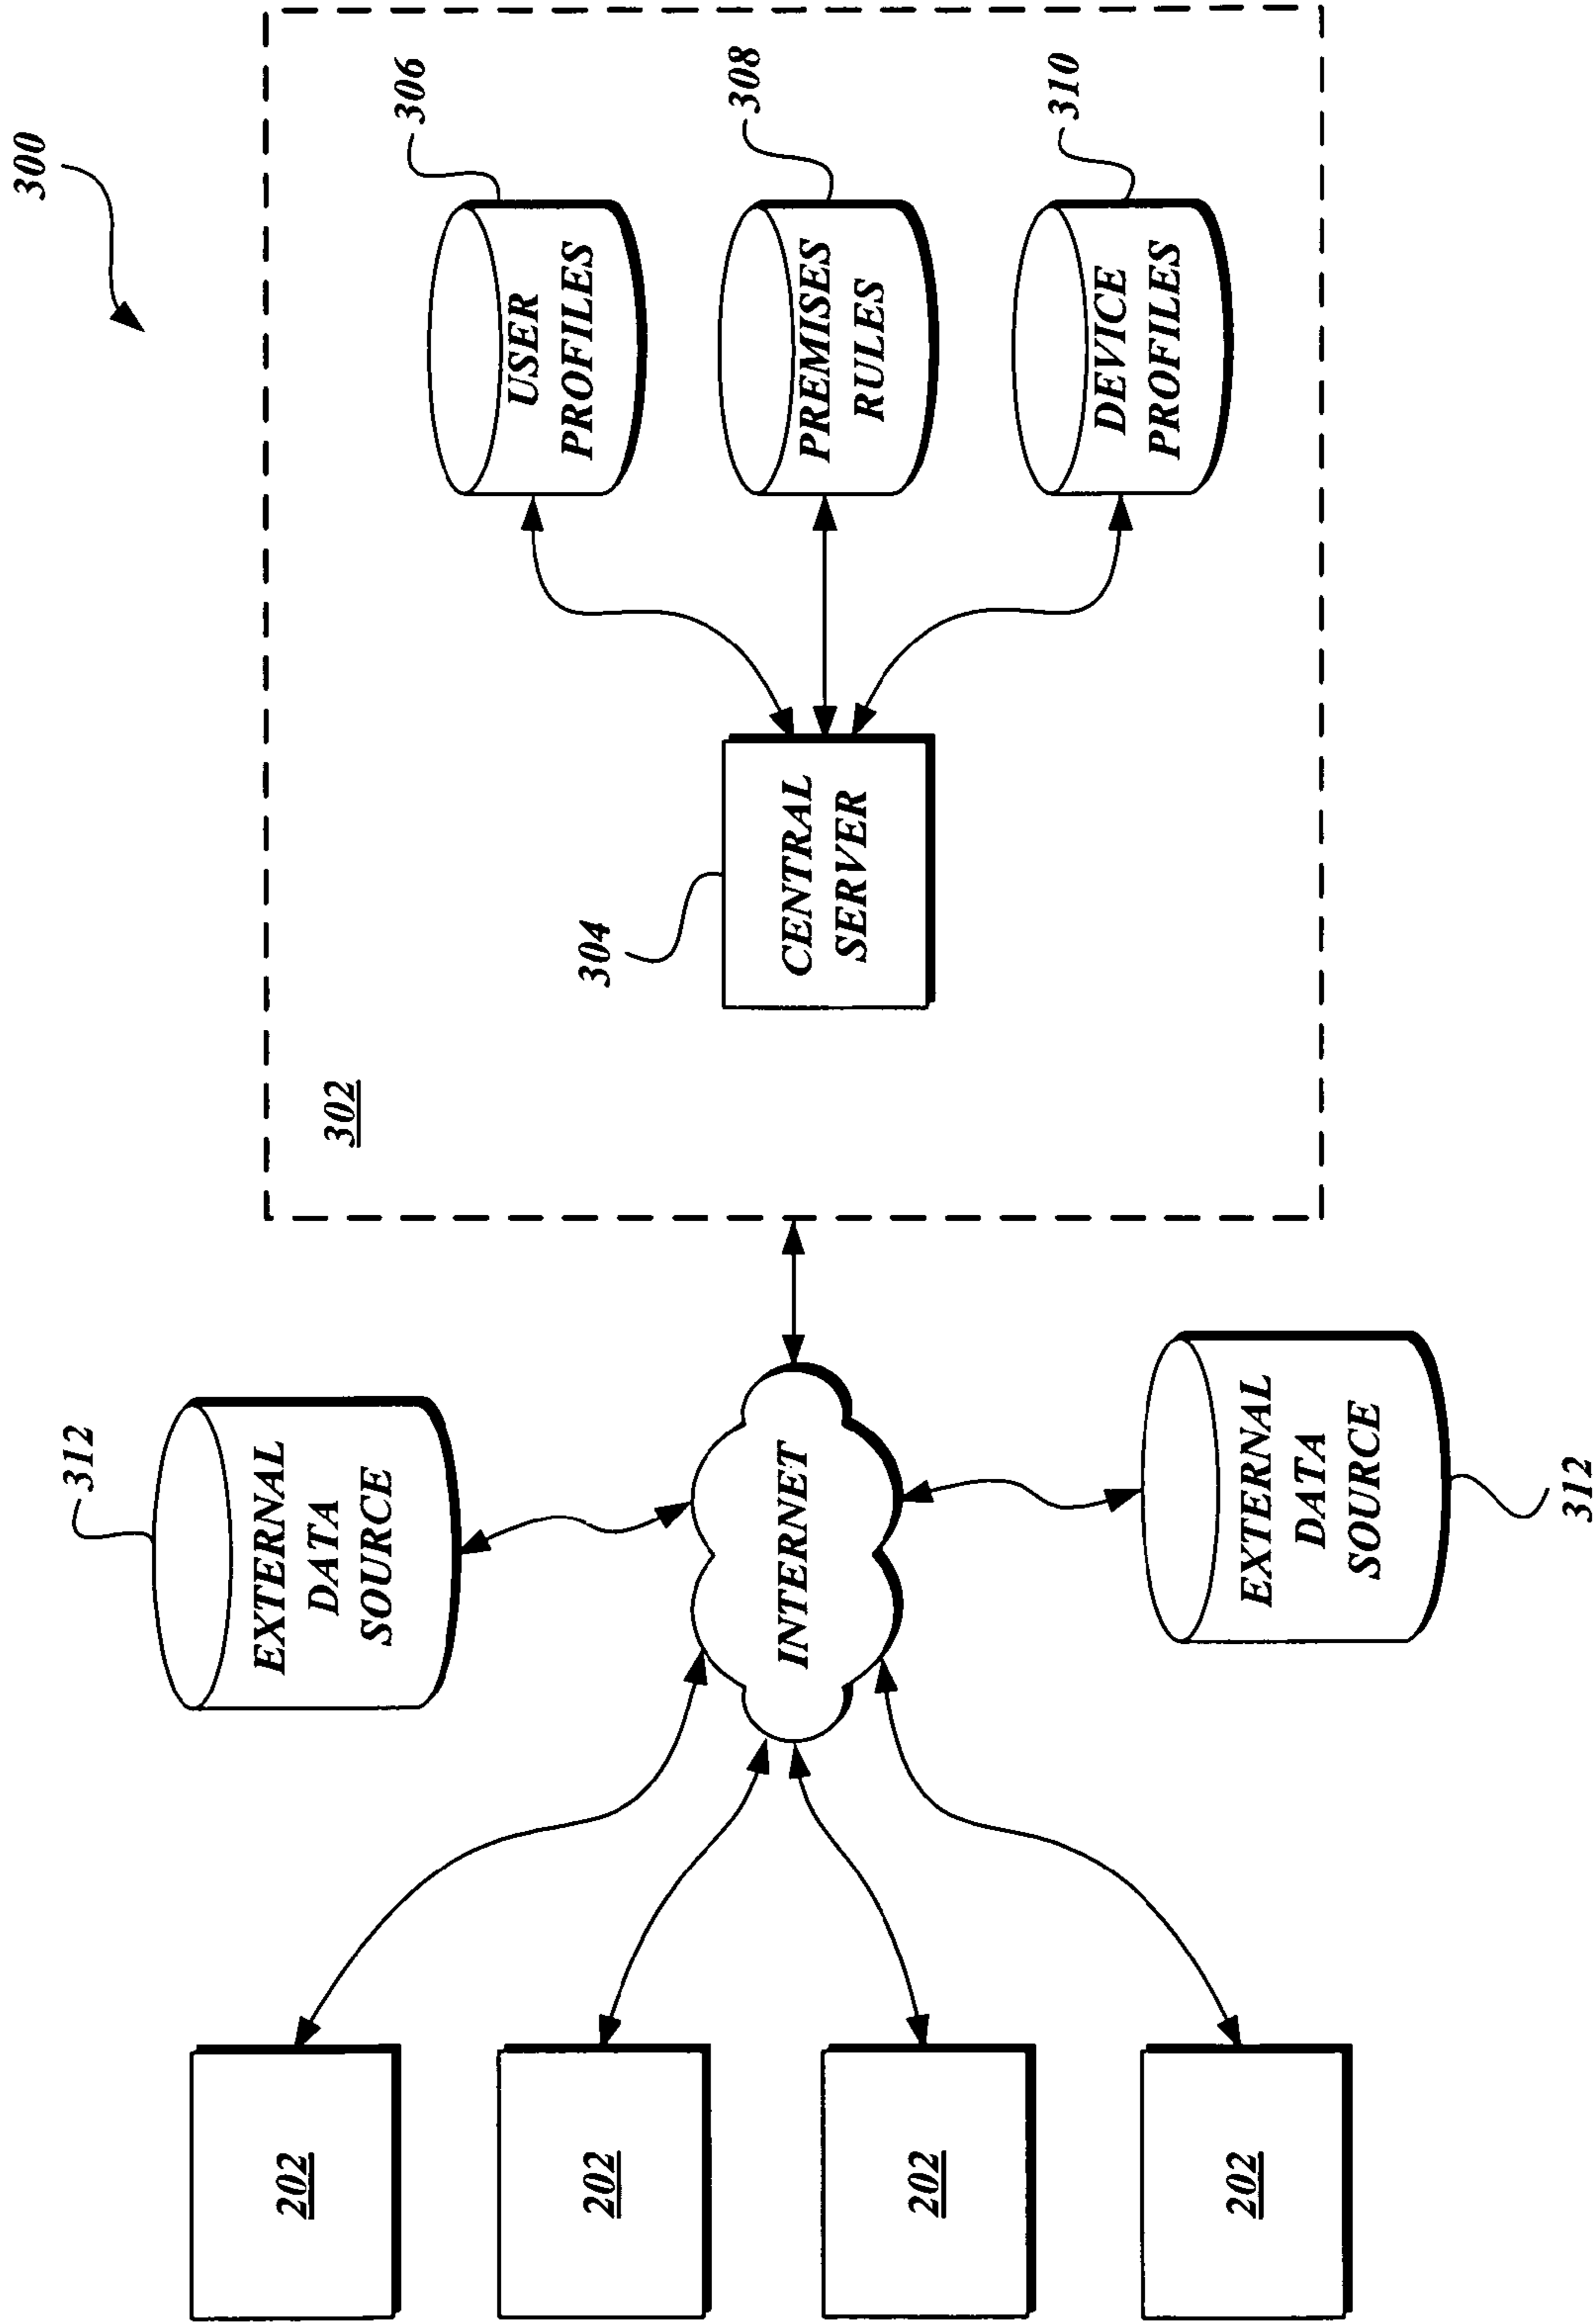 300
312
EXTERNAL
DATA
SOURCE
302
306
USER
PROFILES
202
202
202
202
INTERNET
304
CENTRAL
SERVER
308
PREMISES
RULES
310
DEVICE
PROFILES
EXTERNAL
DATA
SOURCE
312